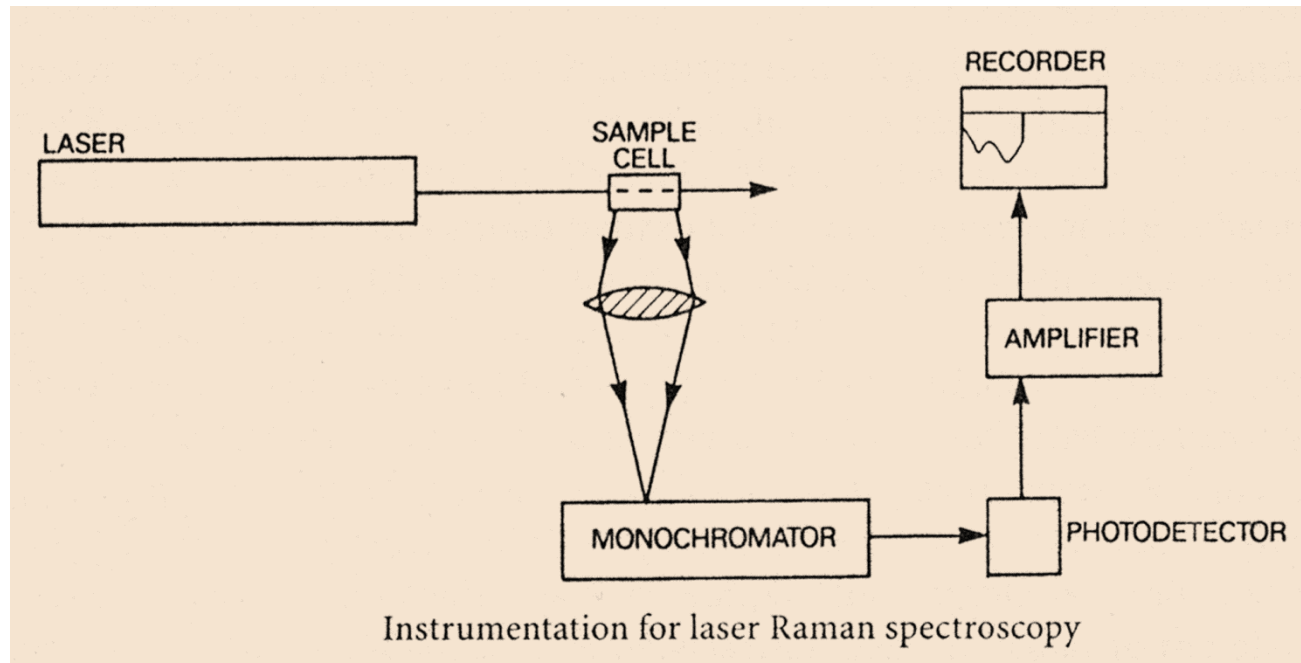 LASER
SAMPLE
CELL
RECORDER
AMPLIFIER
MONOCHROMATOR
PHOTODETECTOR
Instrumentation for laser Raman spectroscopy